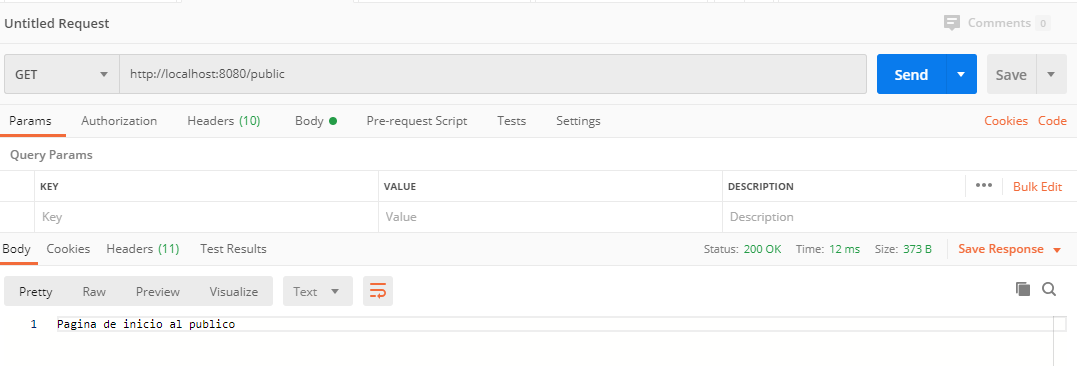 Untitled Request Comments 0
GET http://localhost:8080/public Send Save
Params Authorization Headers (10) Body Pre-request Script Tests Settings Cookies Code
Query Params
KEY VALUE DESCRIPTION ••• Bulk Edit
Key Value Description
Body Cookies Headers (11) Test Results Status: 200 OK Time: 12 ms Size: 373 B Save Response
Pretty Raw Preview Visualize Text
1 Pagina de inicio al publico